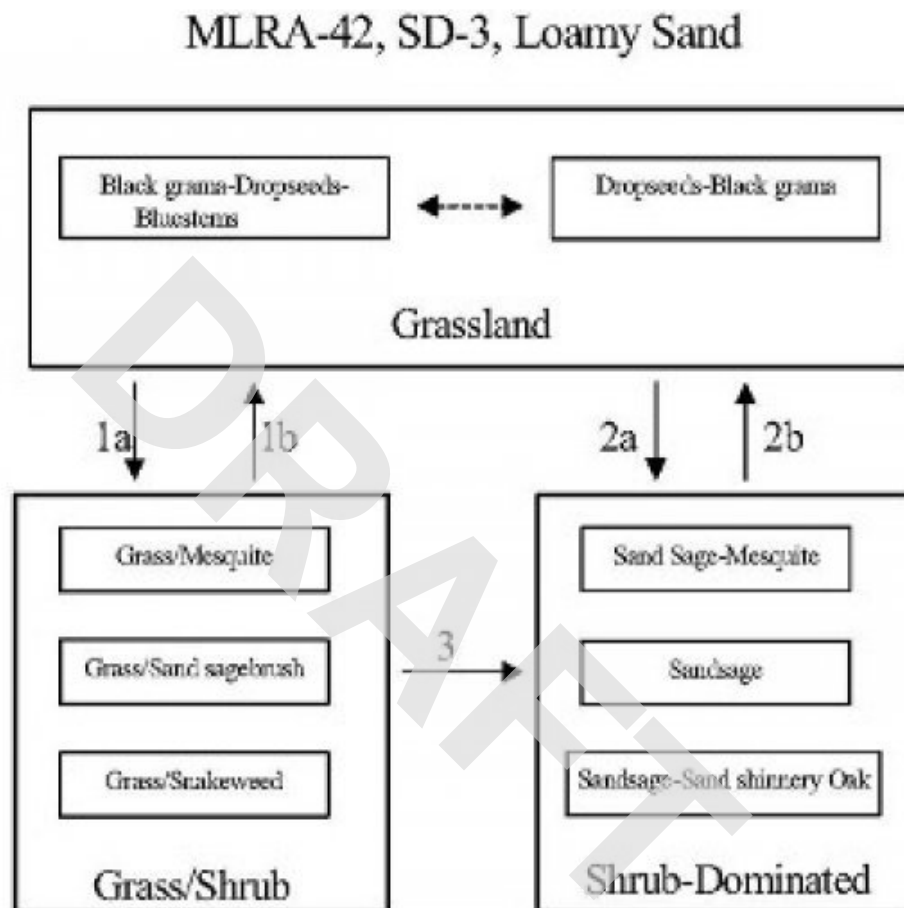 MLRA-42, SD-3, Loamy Sand
Black grama-Dropseeds-
Bluestems
Dropseeds-Black grama
Grassland
1a
1b
2a
2b
Grass/Mesquite
Grass/Sand sagebrush
Grass/Snakeweed
Grass/Shrub
3
Sand Sage-Mesquite
Sandsage
Sandsage-Sand shinnery Oak
Shrub-Dominated
DRAFT